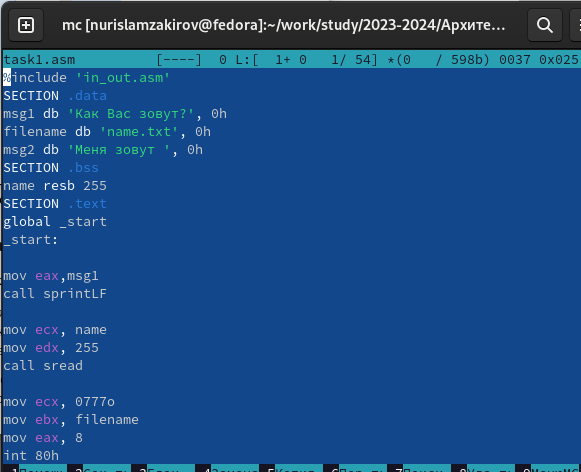 mc [nurislamzakirov@fedora]:~/work/study/2023-2024/Архите...
task1.asm [----] 0 L:[ 1+ 0 1/ 54] *(0 / 598b) 0037 0x025
%include 'in_out.asm'
SECTION .data
msg1 db 'Как Вас зовут?', 0h
filename db 'name.txt', 0h
msg2 db 'Меня зовут ', 0h
SECTION .bss
name resb 255
SECTION .text
global _start
_start:
mov eax,msg1
call sprintLF
mov ecx, name
mov edx, 255
call sread
mov ecx, 0777o
mov ebx, filename
mov eax, 8
int 80h